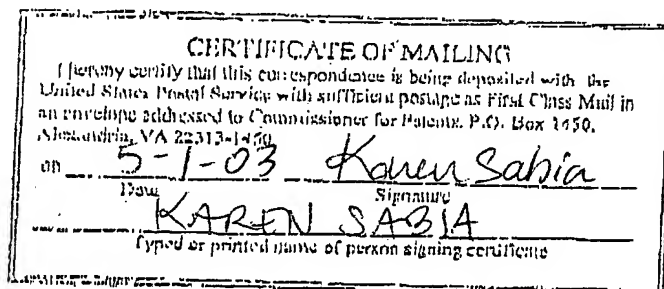 CERTIFICATE OF MAILING
I hereby certify that this correspondence is being deposited with the
United States Postal Service with sufficient postage as First Class Mail in
an envelope addressed to Commissioner for Patents, P.O. Box 1450,
Alexandria, VA 22313-1450
on 5-1-03 Karen Sabia
Date Signature
KAREN SABIA
Typed or printed name of person signing certificate